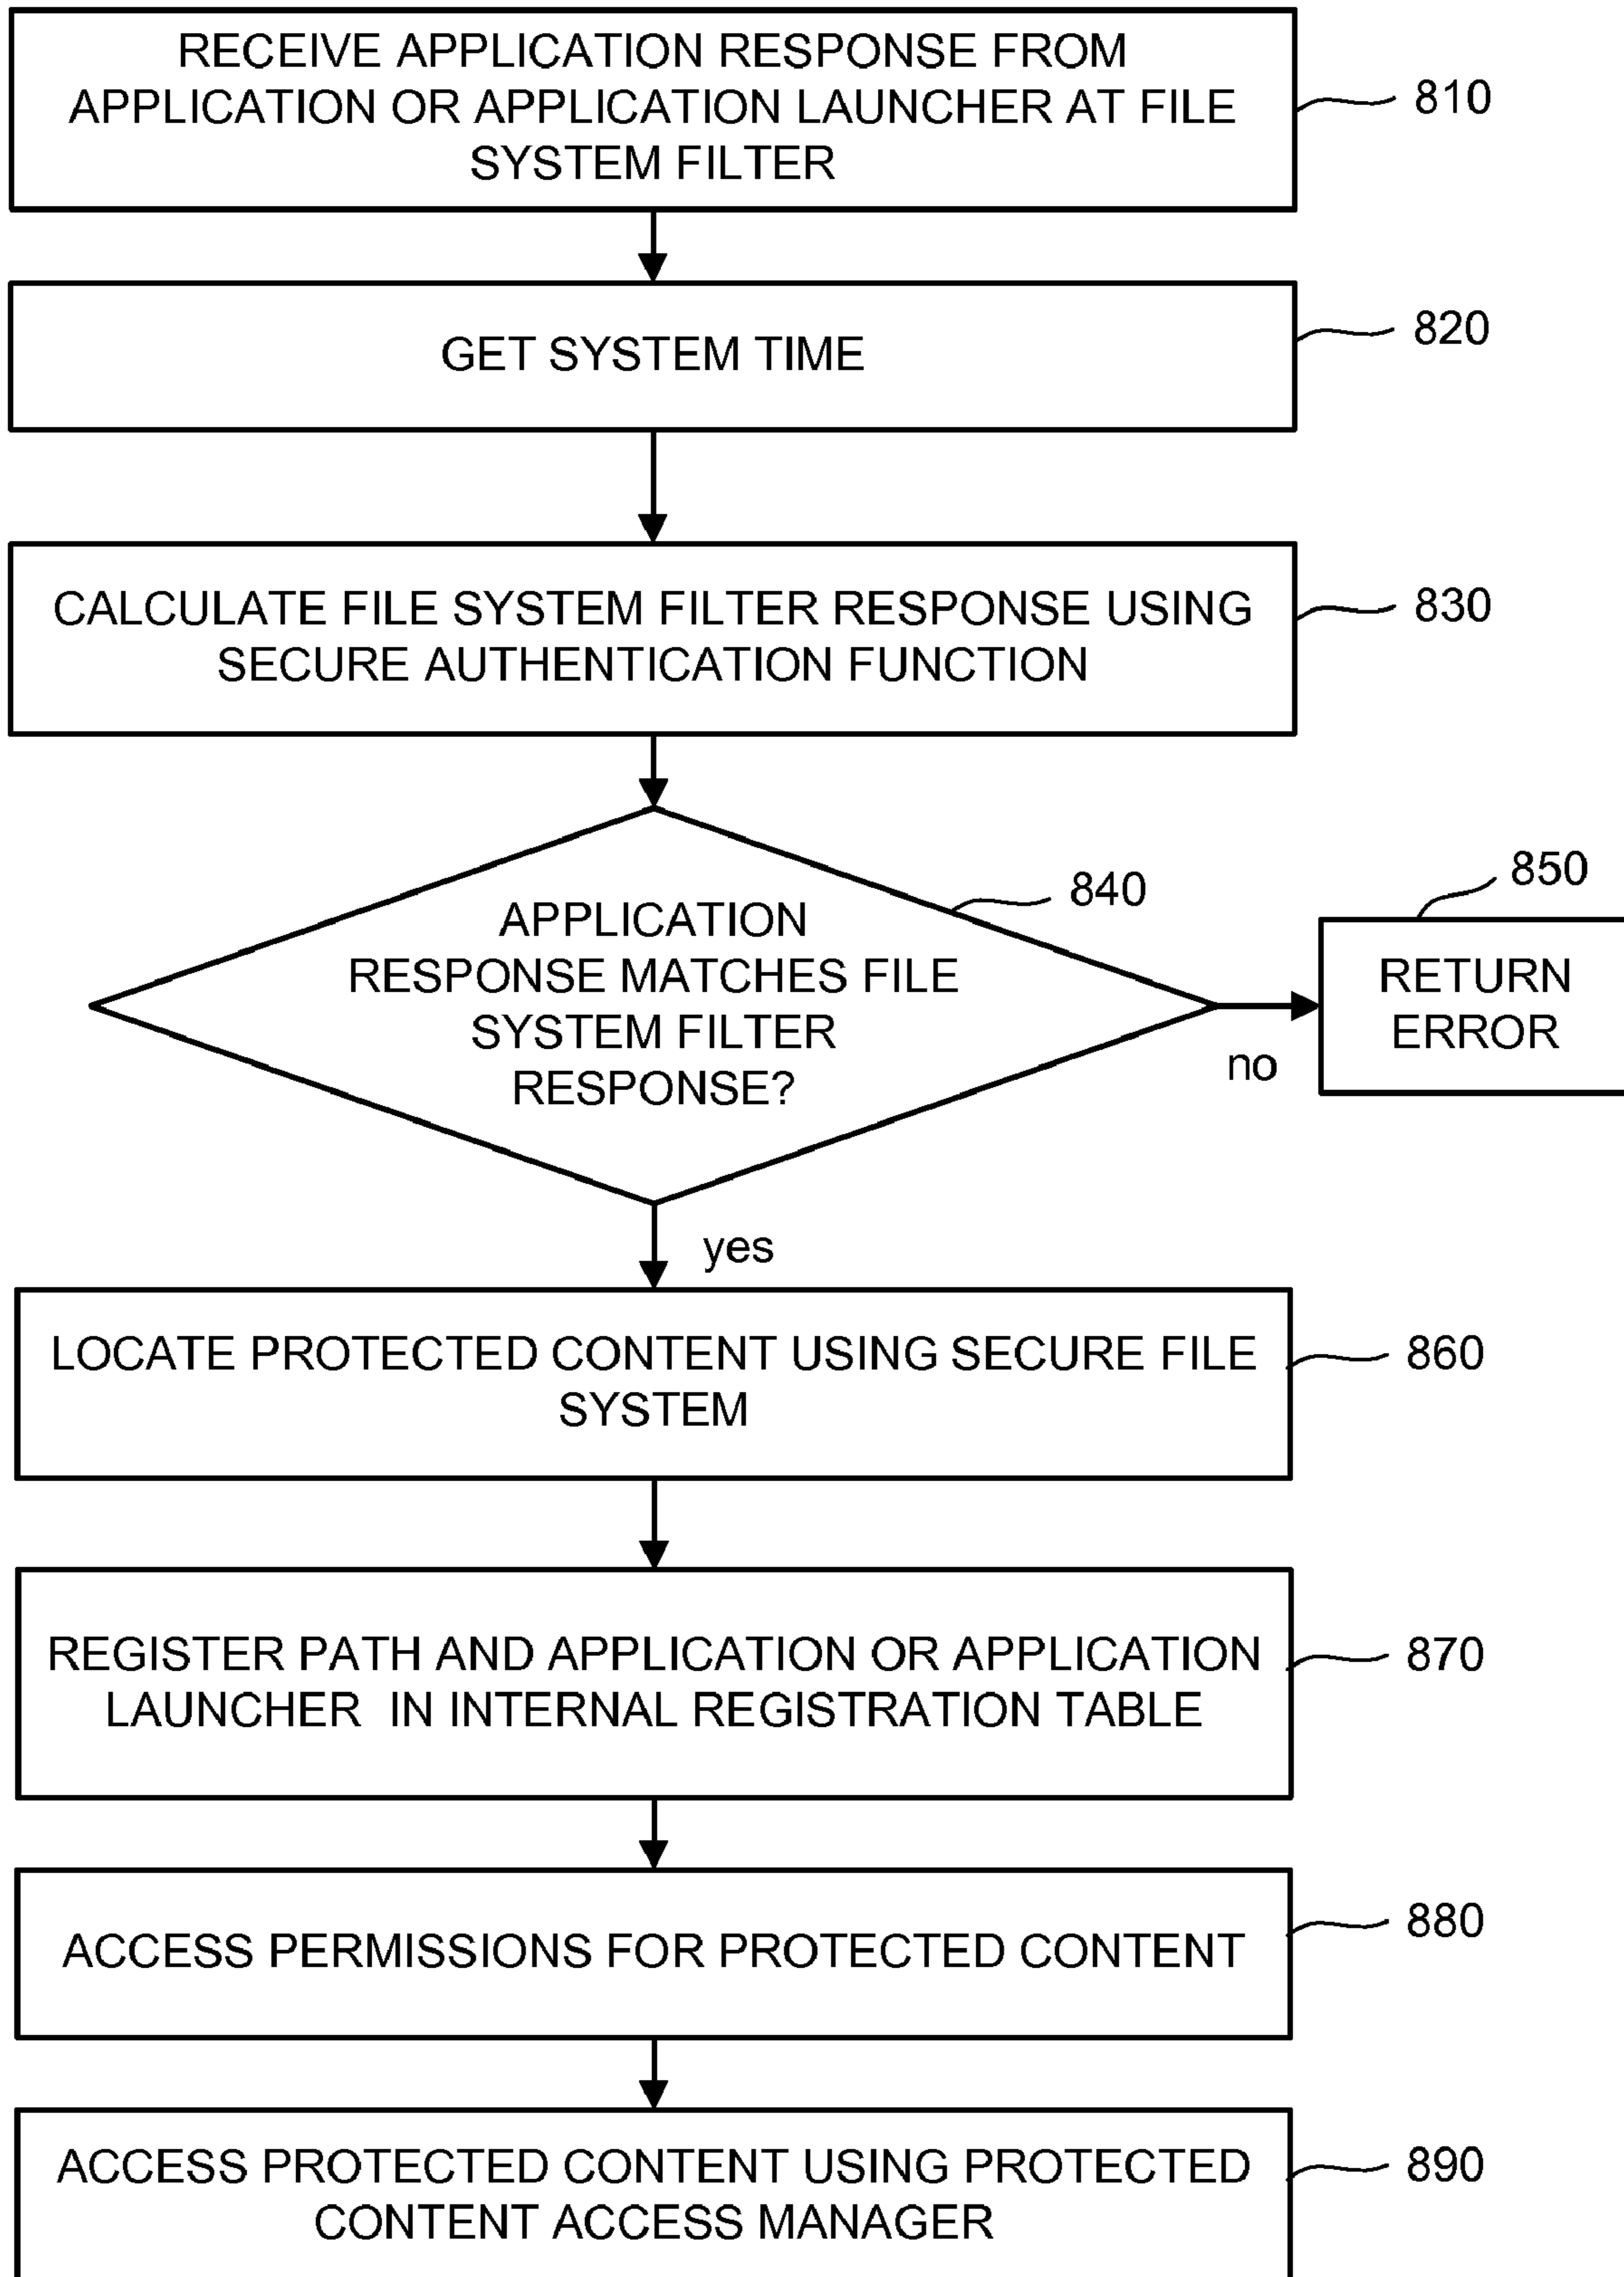 RECEIVE APPLICATION RESPONSE FROM
APPLICATION OR APPLICATION LAUNCHER AT FILE
SYSTEM FILTER
810
GET SYSTEM TIME
820
CALCULATE FILE SYSTEM FILTER RESPONSE USING
SECURE AUTHENTICATION FUNCTION
830
APPLICATION
RESPONSE MATCHES FILE
SYSTEM FILTER
RESPONSE?
840
850
RETURN
ERROR
no
yes
LOCATE PROTECTED CONTENT USING SECURE FILE
SYSTEM
860
REGISTER PATH AND APPLICATION OR APPLICATION
LAUNCHER IN INTERNAL REGISTRATION TABLE
870
ACCESS PERMISSIONS FOR PROTECTED CONTENT
880
ACCESS PROTECTED CONTENT USING PROTECTED
CONTENT ACCESS MANAGER
890